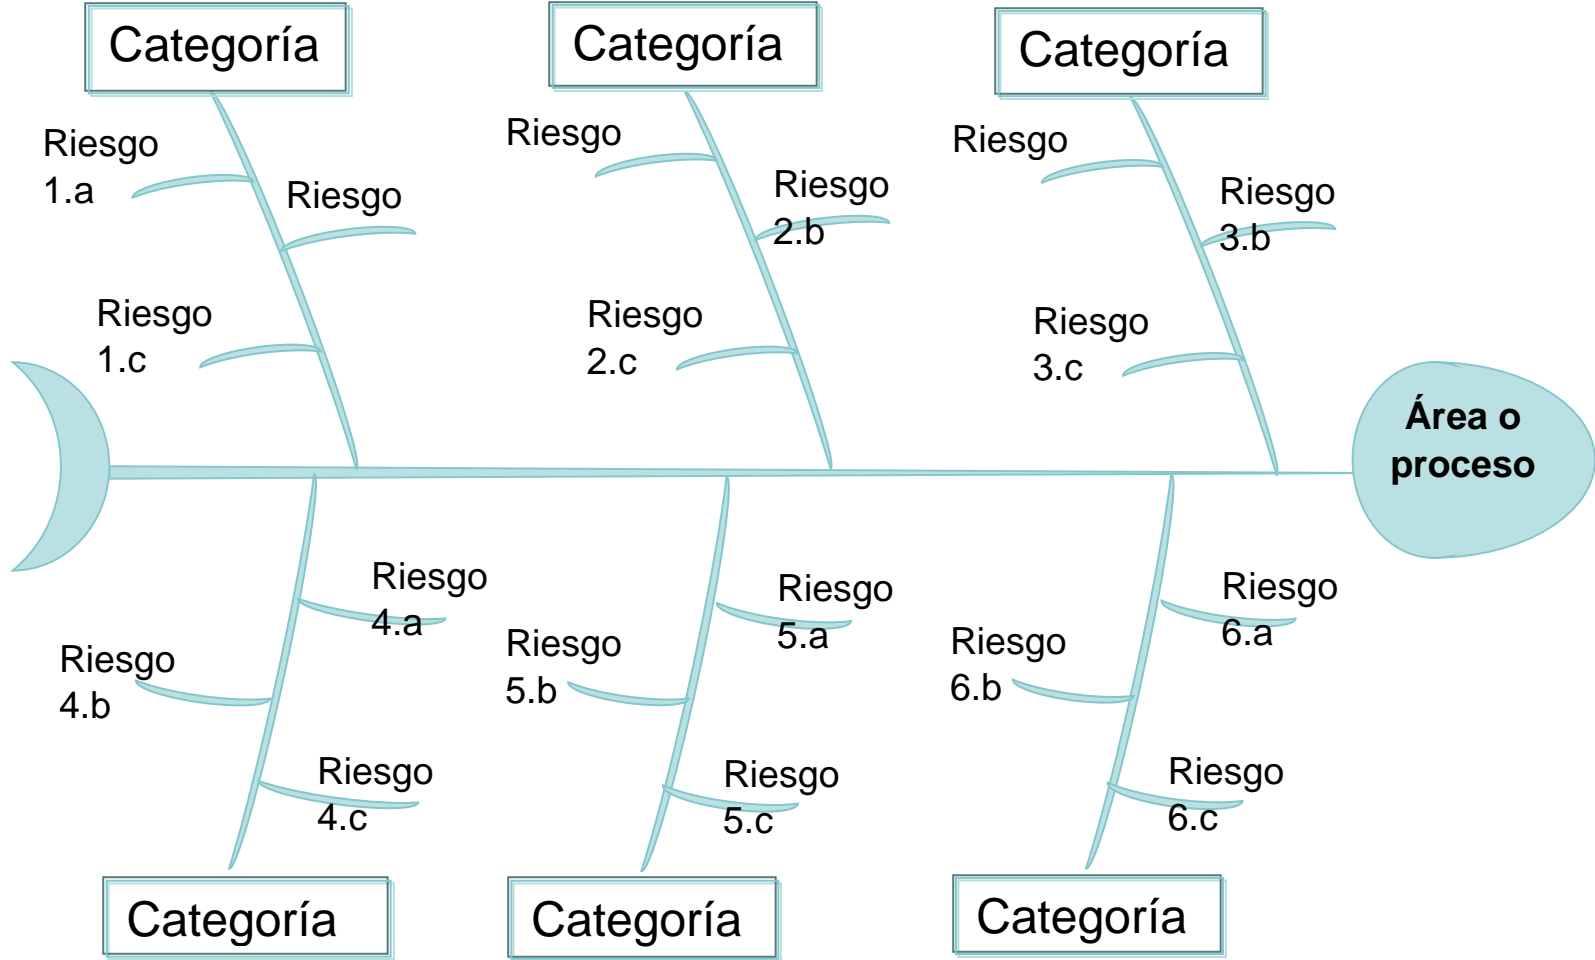 Categoría
Categoría
Categoría
Riesgo
1.a
Riesgo
Riesgo
1.c
Riesgo
Riesgo
2.b
Riesgo
2.c
Riesgo
Riesgo
3.b
Riesgo
3.c
Área o
proceso
Riesgo
4.a
Riesgo
4.b
Riesgo
4.c
Riesgo
5.a
Riesgo
5.b
Riesgo
5.c
Riesgo
6.a
Riesgo
6.b
Riesgo
6.c
Categoría
Categoría
Categoría